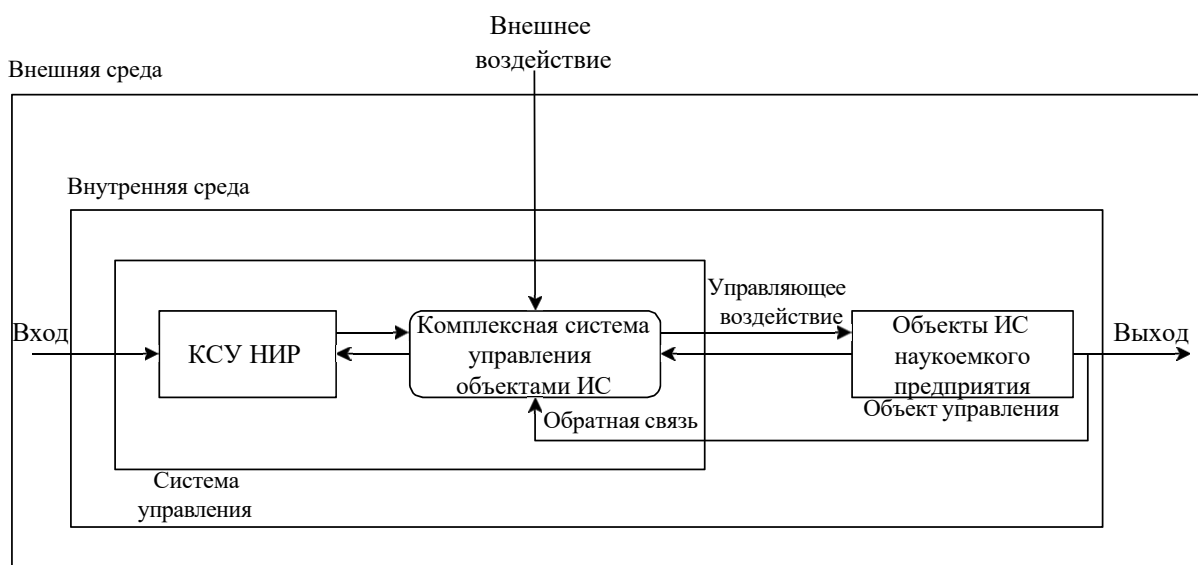 Внешнее
воздействие
Внешняя среда
Внутренняя среда
Вход
КСУ НИР
Комплексная система
управления
объектами ИС
Управляющее
воздействие
Объекты ИС
наукоемкого
предприятия
Объект управления
Выход
Обратная связь
Система
управления